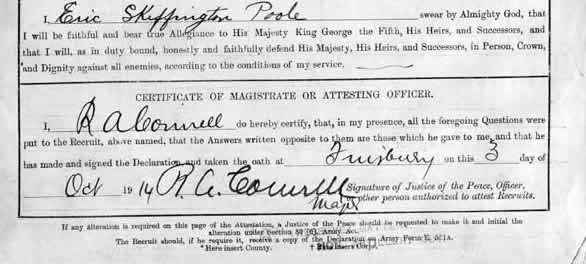 I, Eric Skeffington Poole swear by Almighty God, that
I will be faithful and bear true Allegiance to His Majesty King George the Fifth, His Heirs, and Successors, and
that I will, as in duty bound, honestly and faithfully defend His Majesty, His Heirs, and Successors, in Person, Crown,
and Dignity against all enemies, according to the conditions of my service.
CERTIFICATE OF MAGISTRATE OR ATTESTING OFFICER.
I, R A Connell do hereby certify, that, in my presence, all the foregoing Questions were
put to the Recruit, above named, that the Answers written opposite to them are those which he gave to me, and that he
has made and signed the Declaration and taken the oath at Finsbury on this 3 day of
Oct 1914 R. A. Connell Signature of Justice of the Peace, Officer,
Major or other person authorized to attest Recruits.
If any alteration is required on this page of the Attestation, a Justice of the Peace should be requested to make it and initial the
alteration under Section 80 (6), Army Act.
The Recruit should, if he require it, receive a copy of the Declaration on Army Form E. 501A.
* Here insert County. † Here insert Corps.